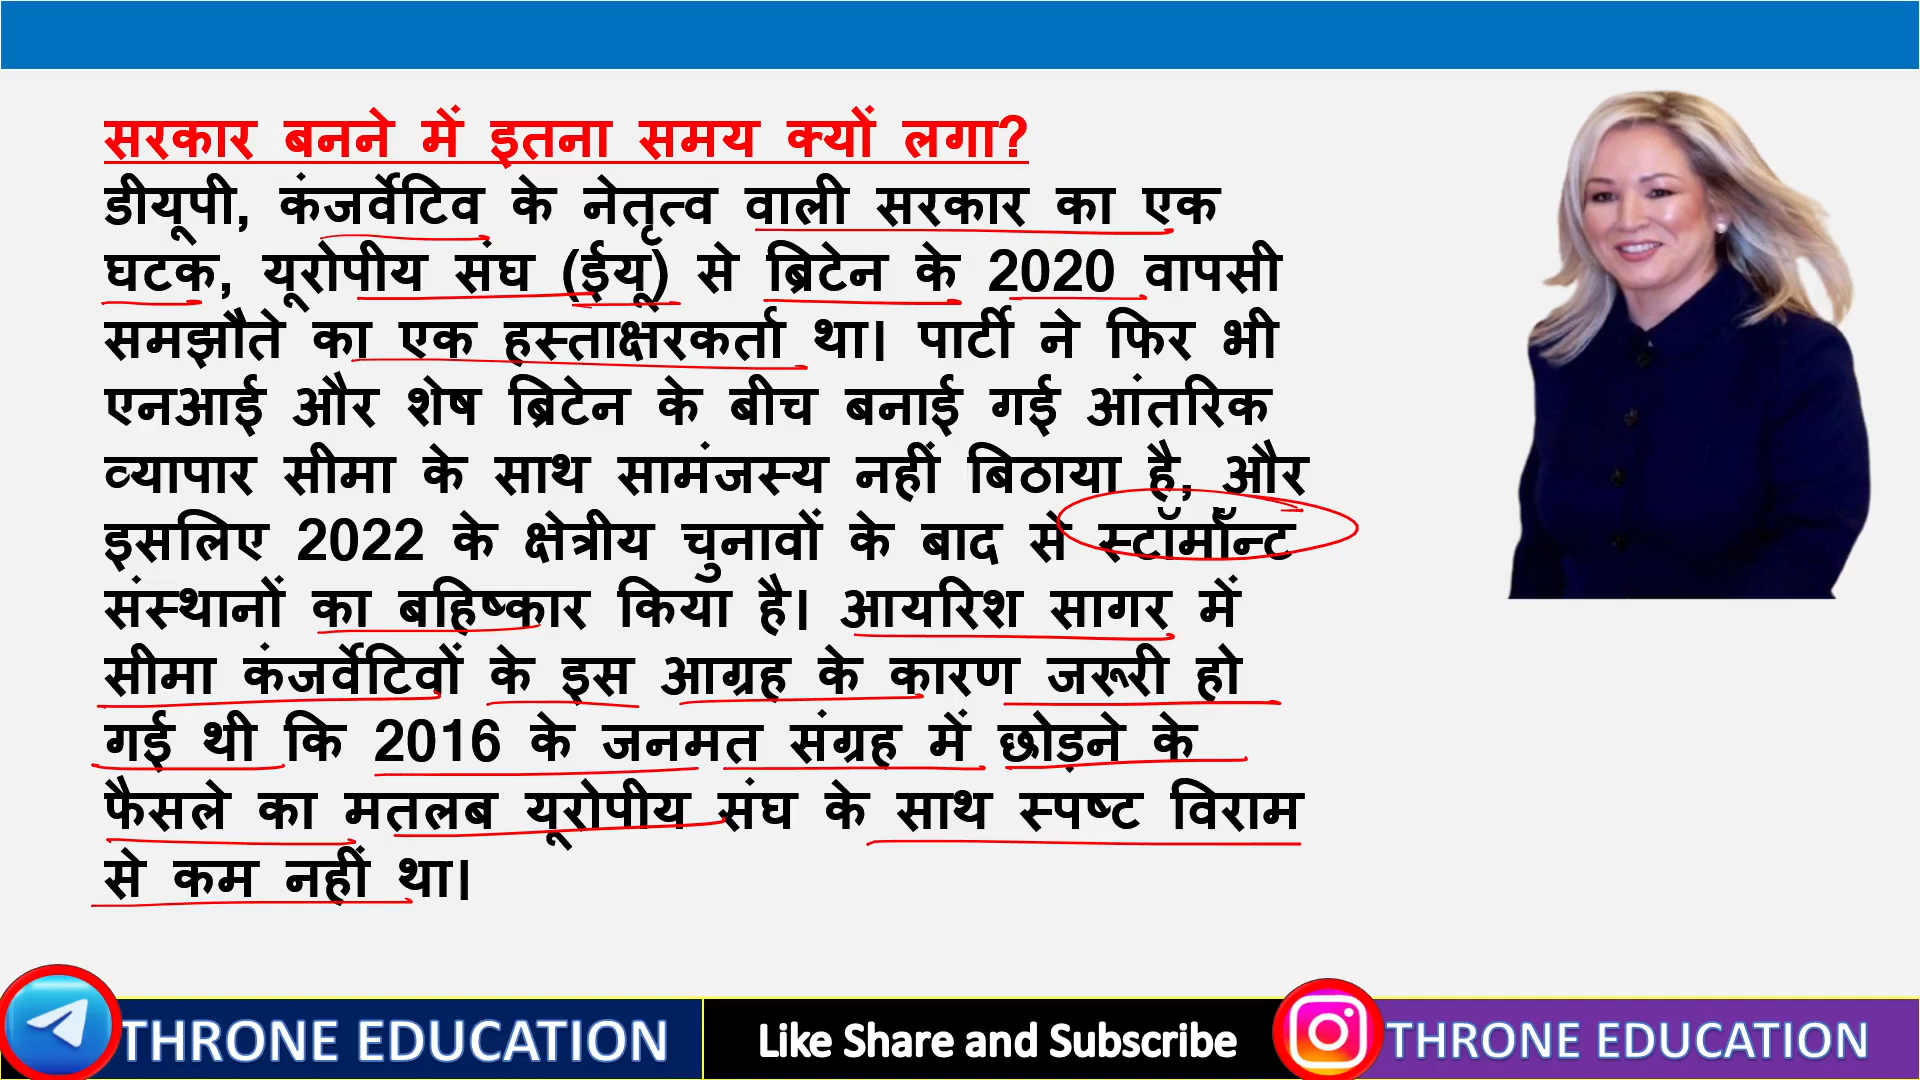 सरकार बनने में इतना समय क्यों लगा?
डीयूपी, कंजर्वेटिव के नेतृत्व वाली सरकार का एक
घटक, यूरोपीय संघ (ईयू) से ब्रिटेन के 2020 वापसी
समझौते का एक हस्ताक्षरकर्ता था। पार्टी ने फिर भी
एनआई और शेष ब्रिटेन के बीच बनाई गई आंतरिक
व्यापार सीमा के साथ सामंजस्य नहीं बिठाया है, और
इसलिए 2022 के क्षेत्रीय चुनावों के बाद से स्टॉर्मॉन्ट
संस्थानों का बहिष्कार किया है। आयरिश सागर में
सीमा कंजर्वेटिवों के इस आग्रह के कारण जरूरी हो
गई थी कि 2016 के जनमत संग्रह में छोड़ने के
फैसले का मतलब यूरोपीय संघ के साथ स्पष्ट विराम
से कम नहीं था।
THRONE EDUCATION
Like Share and Subscribe
THRONE EDUCATION